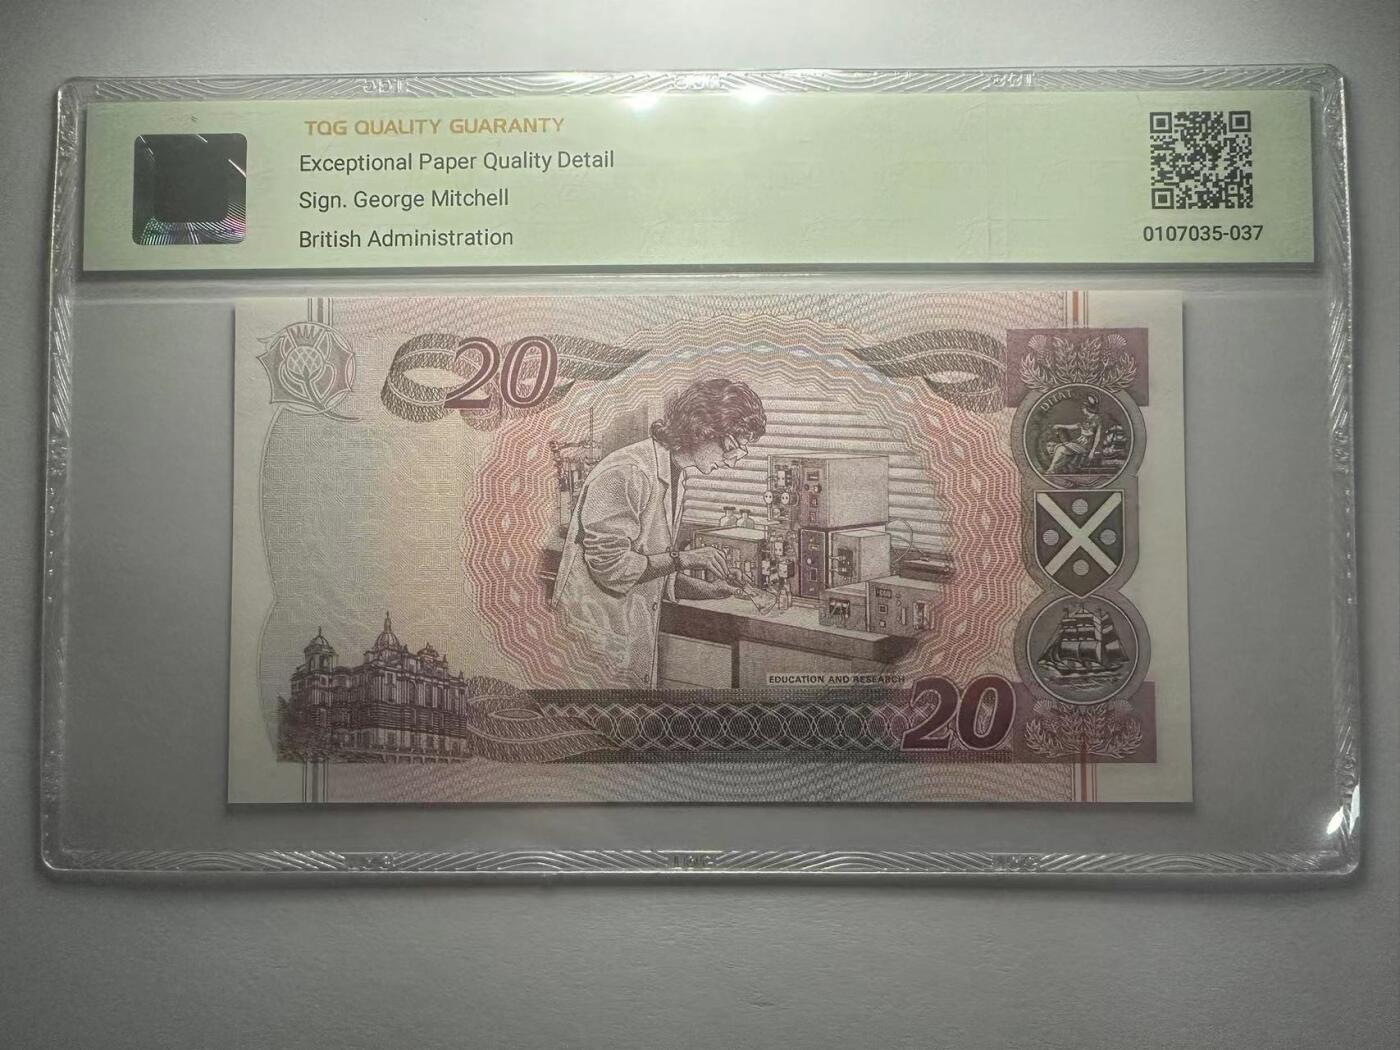 TQG QUALITY GUARANTY
Exceptional Paper Quality Detail
Sign. George Mitchell
British Administration
0107035-037
20
DITAT
EDUCATION AND RESEARCH
20